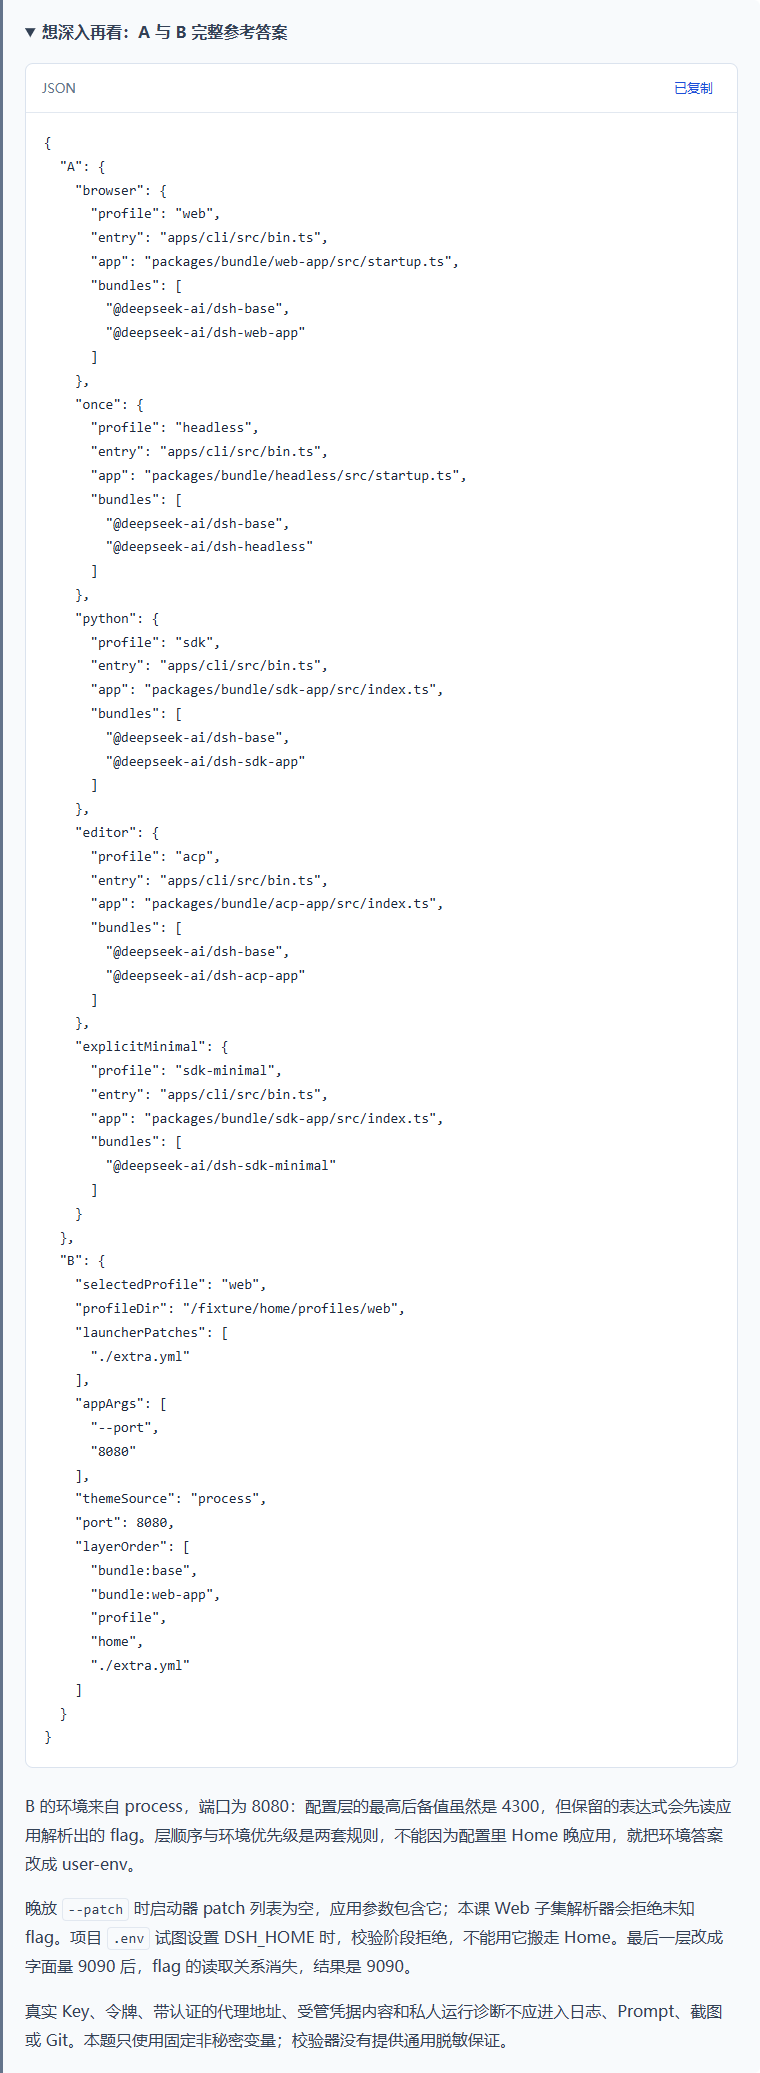 ▼ 想深入再看：A 与 B 完整参考答案
JSON
已复制
{
  "A": {
    "browser": {
      "profile": "web",
      "entry": "apps/cli/src/bin.ts",
      "app": "packages/bundle/web-app/src/startup.ts",
      "bundles": [
        "@deepseek-ai/dsh-base",
        "@deepseek-ai/dsh-web-app"
      ]
    },
    "once": {
      "profile": "headless",
      "entry": "apps/cli/src/bin.ts",
      "app": "packages/bundle/headless/src/startup.ts",
      "bundles": [
        "@deepseek-ai/dsh-base",
        "@deepseek-ai/dsh-headless"
      ]
    },
    "python": {
      "profile": "sdk",
      "entry": "apps/cli/src/bin.ts",
      "app": "packages/bundle/sdk-app/src/index.ts",
      "bundles": [
        "@deepseek-ai/dsh-base",
        "@deepseek-ai/dsh-sdk-app"
      ]
    },
    "editor": {
      "profile": "acp",
      "entry": "apps/cli/src/bin.ts",
      "app": "packages/bundle/acp-app/src/index.ts",
      "bundles": [
        "@deepseek-ai/dsh-base",
        "@deepseek-ai/dsh-acp-app"
      ]
    },
    "explicitMinimal": {
      "profile": "sdk-minimal",
      "entry": "apps/cli/src/bin.ts",
      "app": "packages/bundle/sdk-app/src/index.ts",
      "bundles": [
        "@deepseek-ai/dsh-sdk-minimal"
      ]
    }
  },
  "B": {
    "selectedProfile": "web",
    "profileDir": "/fixture/home/profiles/web",
    "launcherPatches": [
      "./extra.yml"
    ],
    "appArgs": [
      "--port",
      "8080"
    ],
    "themeSource": "process",
    "port": 8080,
    "layerOrder": [
      "bundle:base",
      "bundle:web-app",
      "profile",
      "home",
      "./extra.yml"
    ]
  }
}
B 的环境来自 process，端口为 8080：配置层的最高后备值虽然是 4300，但保留的表达式会先读应
用解析出的 flag。层顺序与环境优先级是两套规则，不能因为配置里 Home 晚应用，就把环境答案
改成 user-env。
晚放 --patch 时启动器 patch 列表为空，应用参数包含它；本课 Web 子集解析器会拒绝未知
flag。项目 .env 试图设置 DSH_HOME 时，校验阶段拒绝，不能用它搬走 Home。最后一层改成
字面量 9090 后，flag 的读取关系消失，结果是 9090。
真实 Key、令牌、带认证的代理地址、受管凭据内容和私人运行诊断不应进入日志、Prompt、截图
或 Git。本题只使用固定非秘密变量；校验器没有提供通用脱敏保证。